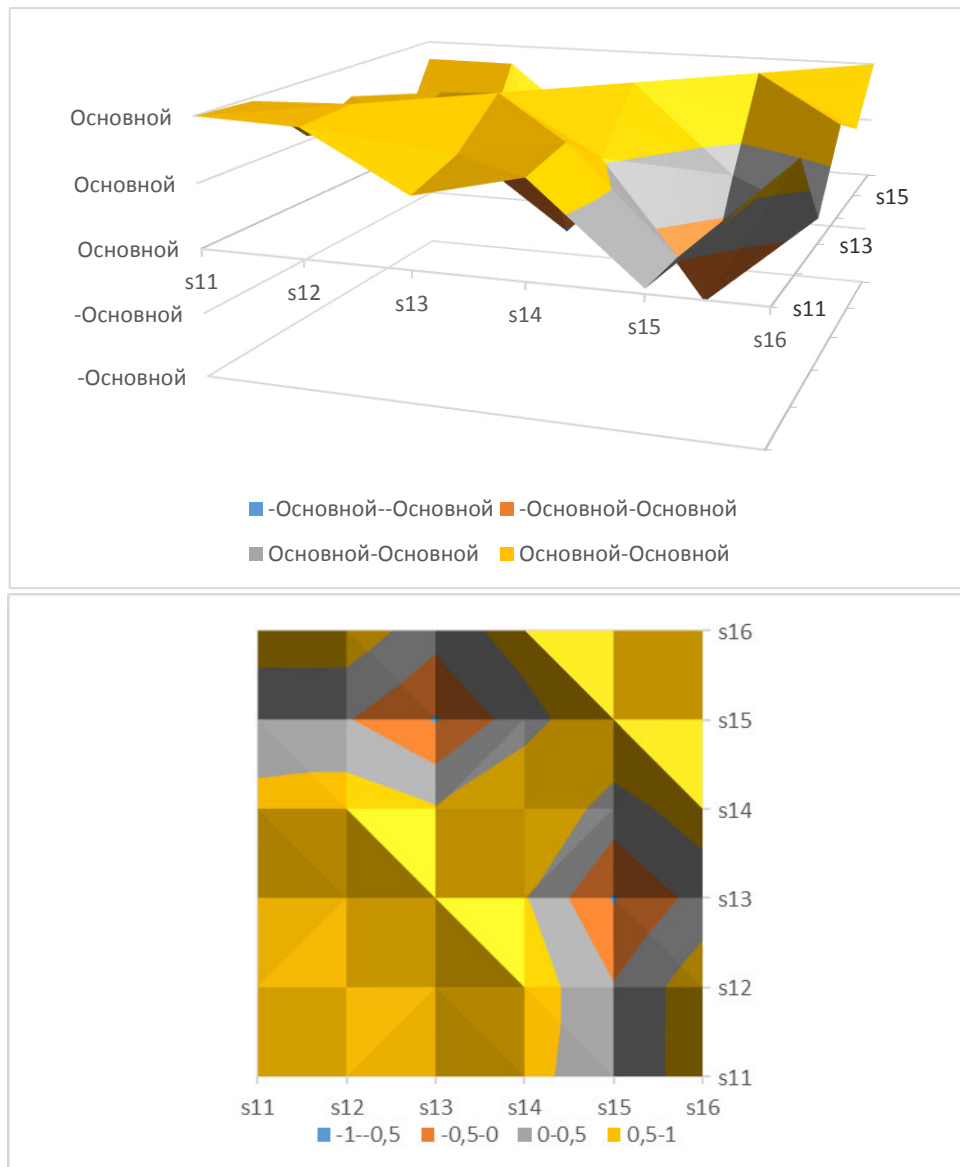 Основной
Основной
Основной
-Основной
-Основной
s11
s12
s13
s14
s15
s16
s11
s13
s15
-Основной--Основной -Основной-Основной
Основной-Основной Основной-Основной
s16
s15
s14
s13
s12
s11
s11 s12 s13 s14 s15 s16
-1--0,5 -0,5-0 0-0,5 0,5-1